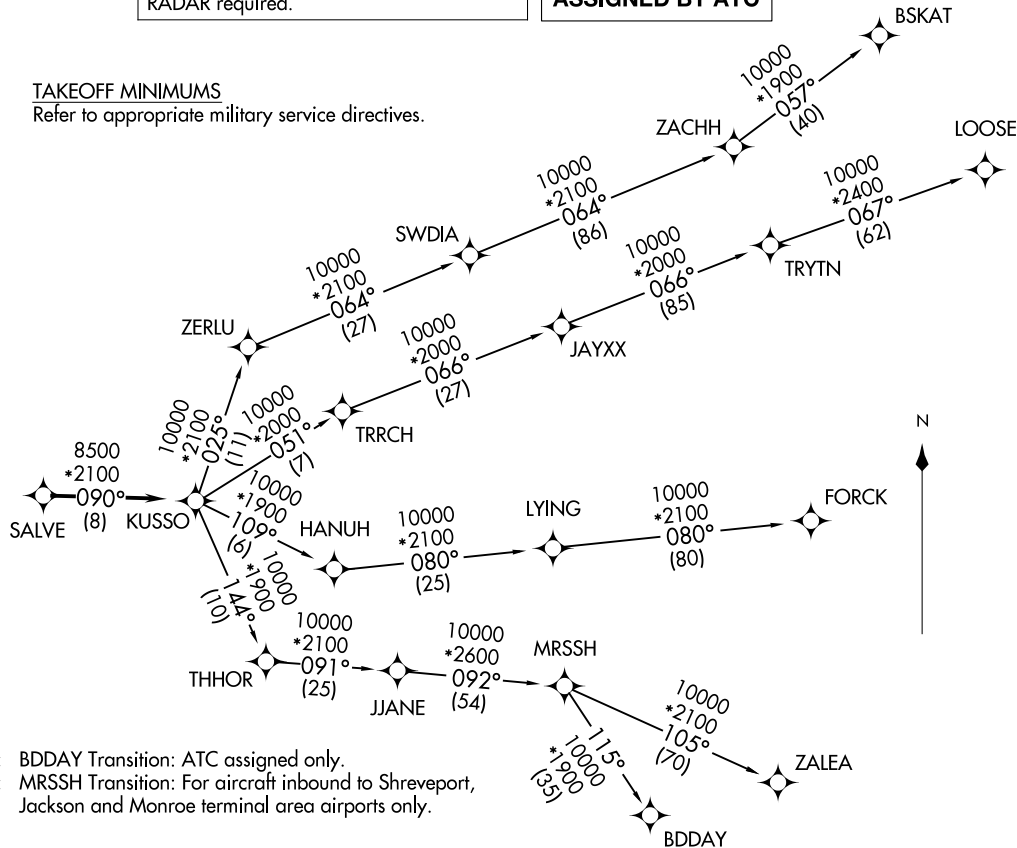 RADAR required.
ASSIGNED BY ATC
TAKEOFF MINIMUMS
Refer to appropriate military service directives.
BSKAT
10000
*1900
057°
(40)
ZACHH
LOOSE
10000
*2400
067°
(62)
10000
*2100
064°
(86)
SWDIA
TRYTN
10000
*2000
066°
(85)
10000
*2100
064°
(27)
ZERLU
JAYXX
10000
*2000
066°
(27)
TRRCH
10000
*2100
025°
(11)
10000
*2000
051°
(7)
N
8500
*2100
090°
(8)
SALVE
KUSSO
10000
*1900
109°
(6)
HANUH
10000
*2100
080°
(25)
LYING
10000
*2100
080°
(80)
FORCK
10000
*1900
144°
(10)
THHOR
10000
*2100
091°
(25)
JJANE
10000
*2600
092°
(54)
MRSSH
10000
*2100
105°
(70)
ZALEA
115°
10000
*1900
(35)
BDDAY
BDDAY Transition: ATC assigned only.
MRSSH Transition: For aircraft inbound to Shreveport,
Jackson and Monroe terminal area airports only.